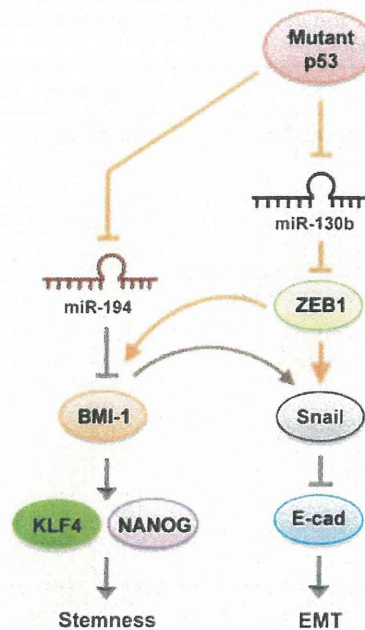 Mutant
p53
miR-130b
miR-194
ZEB1
BMI-1
Snail
KLF4
NANOG
E-cad
Stemness
EMT